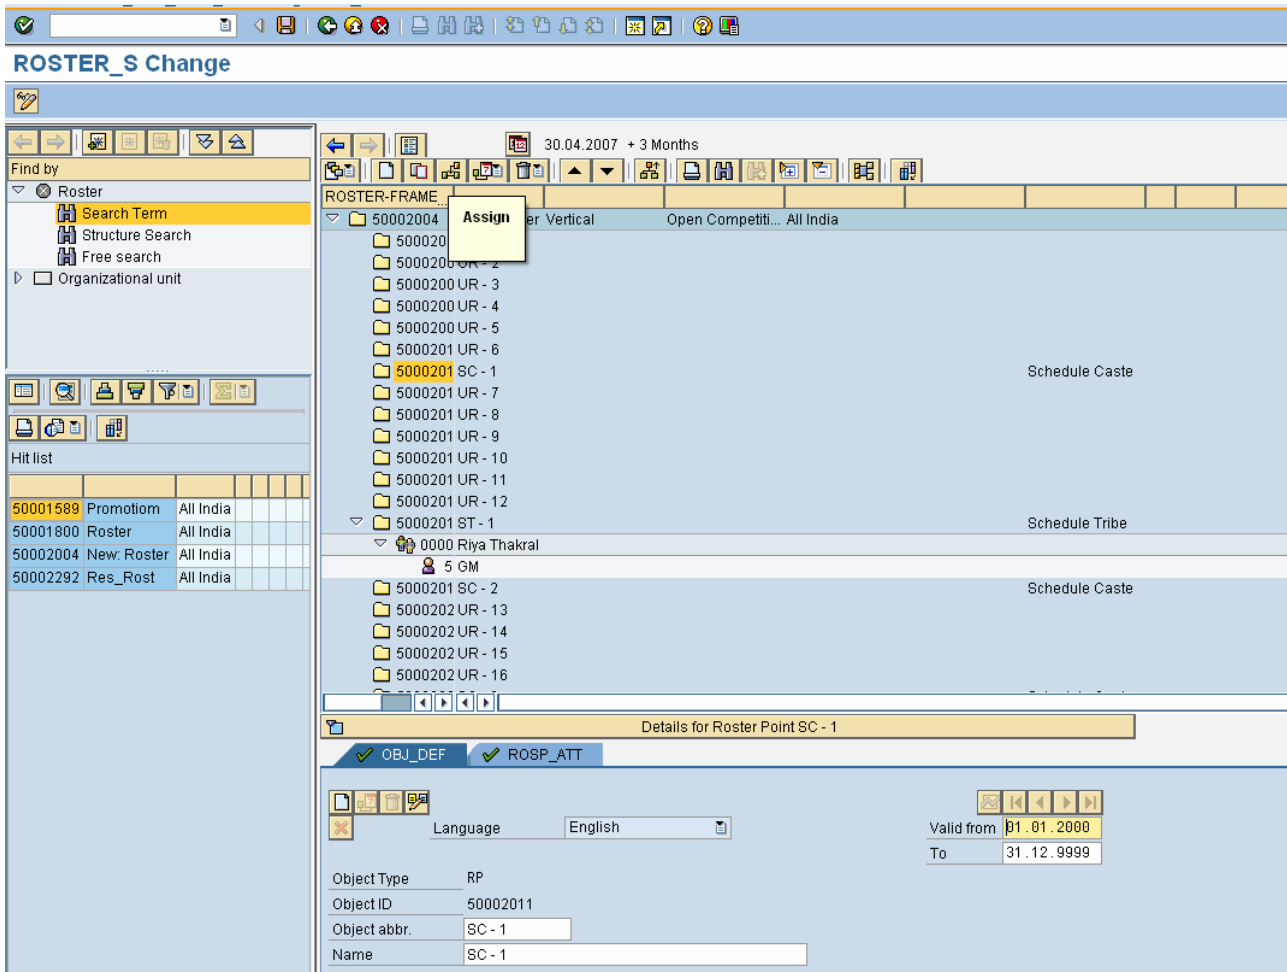 ROSTER_S Change
30.04.2007 + 3 Months
Find by
Roster
Search Term
Structure Search
Free search
Organizational unit
Hit list
50001589 Promotiom All India
50001800 Roster All India
50002004 New: Roster All India
50002292 Res_Rost All India
ROSTER-FRAME...
Assign
50002004 er Vertical Open Competiti... All India
500020
500020 UR - 2
5000200 UR - 3
5000200 UR - 4
5000200 UR - 5
5000201 UR - 6
5000201 SC - 1 Schedule Caste
5000201 UR - 7
5000201 UR - 8
5000201 UR - 9
5000201 UR - 10
5000201 UR - 11
5000201 UR - 12
5000201 ST - 1 Schedule Tribe
0000 Riya Thakral
5 GM
5000201 SC - 2 Schedule Caste
5000202 UR - 13
5000202 UR - 14
5000202 UR - 15
5000202 UR - 16
Details for Roster Point SC - 1
OBJ_DEF ROSP_ATT
Language English Valid from 01.01.2000
To 31.12.9999
Object Type RP
Object ID 50002011
Object abbr. SC - 1
Name SC - 1